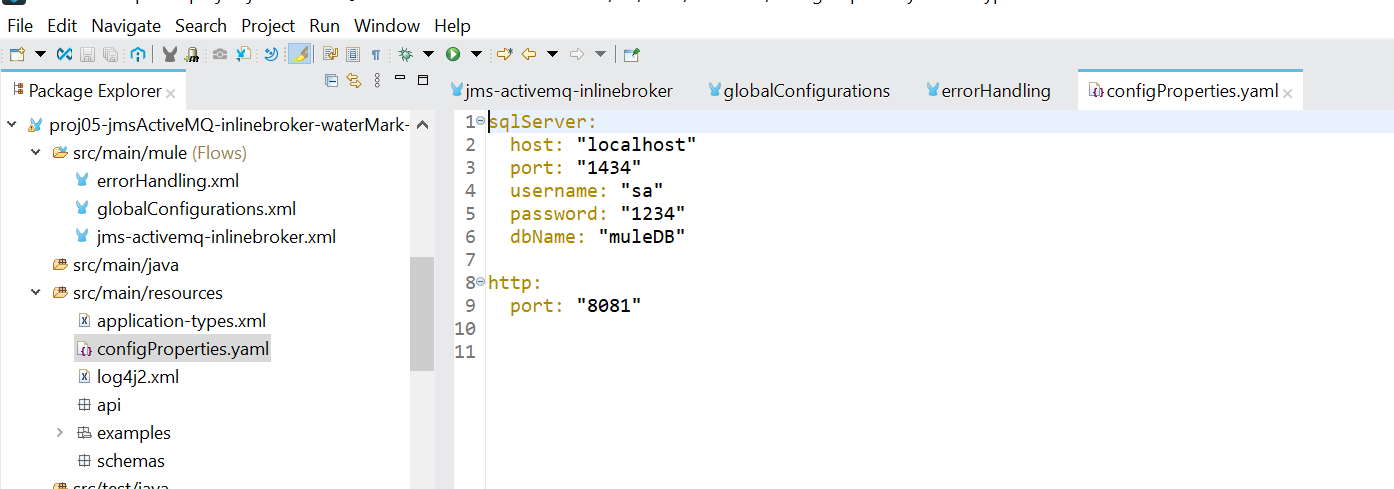 File Edit Navigate Search Project Run Window Help
Package Explorer
jms-activemq-inlinebroker globalConfigurations errorHandling configProperties.yaml
proj05-jmsActiveMQ-inlinebroker-waterMark-
src/main/mule (Flows)
errorHandling.xml
globalConfigurations.xml
jms-activemq-inlinebroker.xml
src/main/java
src/main/resources
application-types.xml
configProperties.yaml
log4j2.xml
api
examples
schemas
src/test/java
1 sqlServer:
2 host: "localhost"
3 port: "1434"
4 username: "sa"
5 password: "1234"
6 dbName: "muleDB"
7
8 http:
9 port: "8081"
10
11